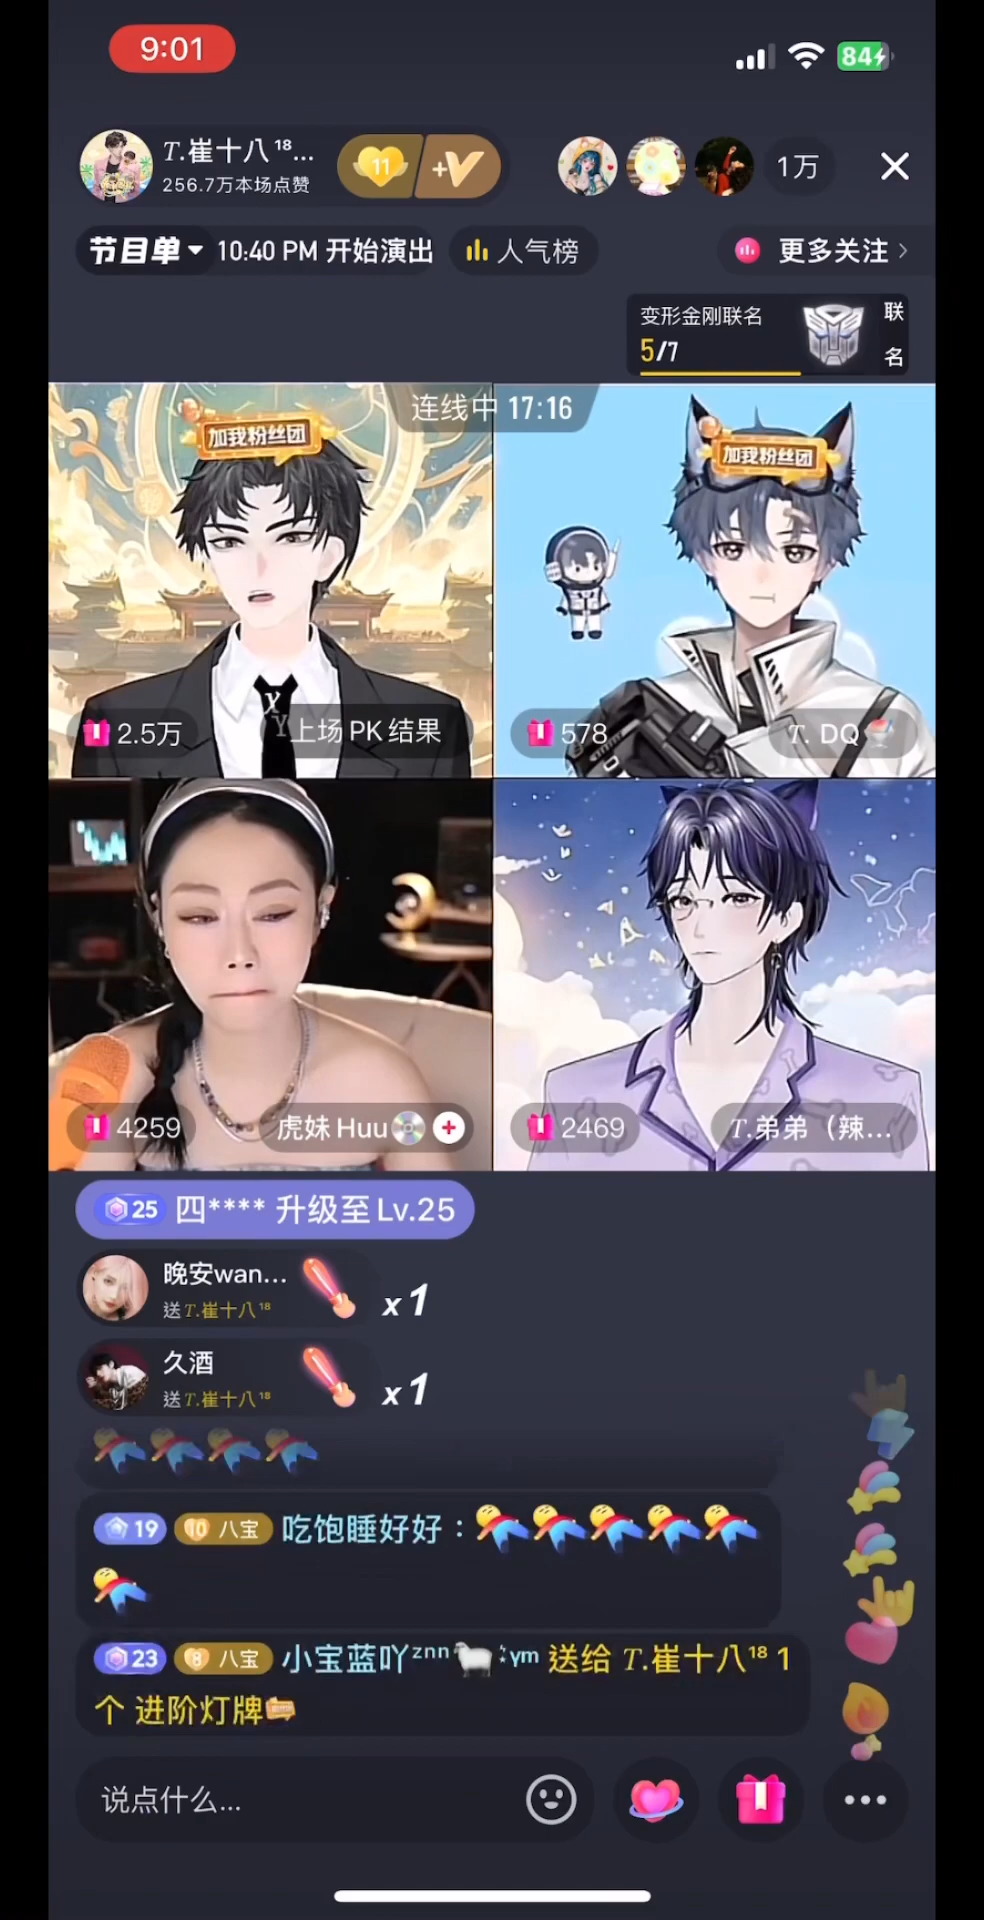 9:01
84
T.崔十八¹⁸...
256.7万本场点赞
11
+V
1万
节目单 10:40 PM 开始演出
人气榜
更多关注
变形金刚联名
5/7
联
名
连线中 17:16
加我粉丝团
加我粉丝团
2.5万
上场 PK 结果
578
T. DQ
4259
虎妹 Huu
2469
T.弟弟（辣...
25 四**** 升级至 Lv.25
晚安wan...
送 T.崔十八¹⁸
x 1
久酒
送 T.崔十八¹⁸
x 1
19 10 八宝 吃饱睡好好：
23 8 八宝 小宝蓝吖ᶻⁿⁿ 送给 T.崔十八¹⁸ 1
个 进阶灯牌
说点什么...